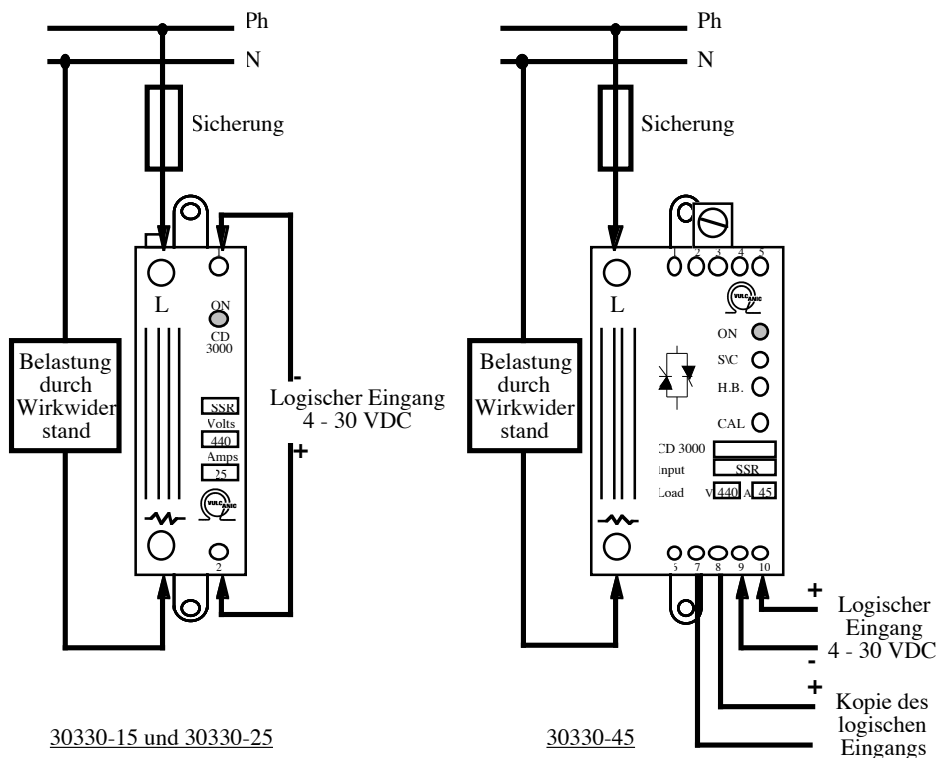 Ph
N
Sicherung
1
L
ON
CD
3000
Belastung
durch
Wirkwider
stand
SSR
Volts
440
Amps
25
VULCANIC
2
-
Logischer Eingang
4 - 30 VDC
+
30330-15 und 30330-25
Ph
N
Sicherung
1 2 3 4 5
L
VULCANIC
ON
S\C
H.B.
CAL
Belastung
durch
Wirkwider
stand
CD 3000
Input SSR
Load V 440 A 45
7 8 9 10
+
Logischer
Eingang
4 - 30 VDC
-
+
Kopie des
logischen
Eingangs
30330-45